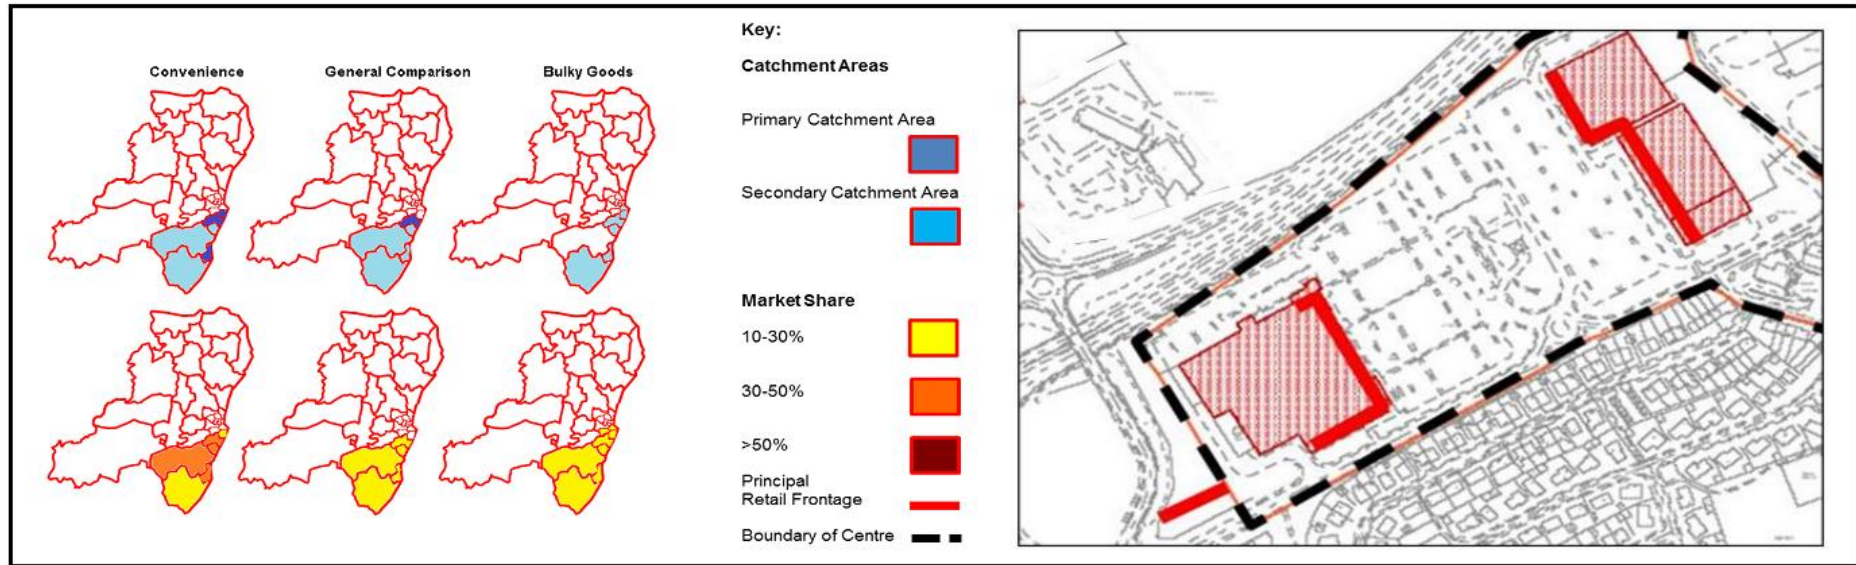 Convenience
General Comparison
Bulky Goods
Key:
Catchment Areas
Primary Catchment Area
Secondary Catchment Area
Market Share
10-30%
30-50%
>50%
Principal
Retail Frontage
Boundary of Centre